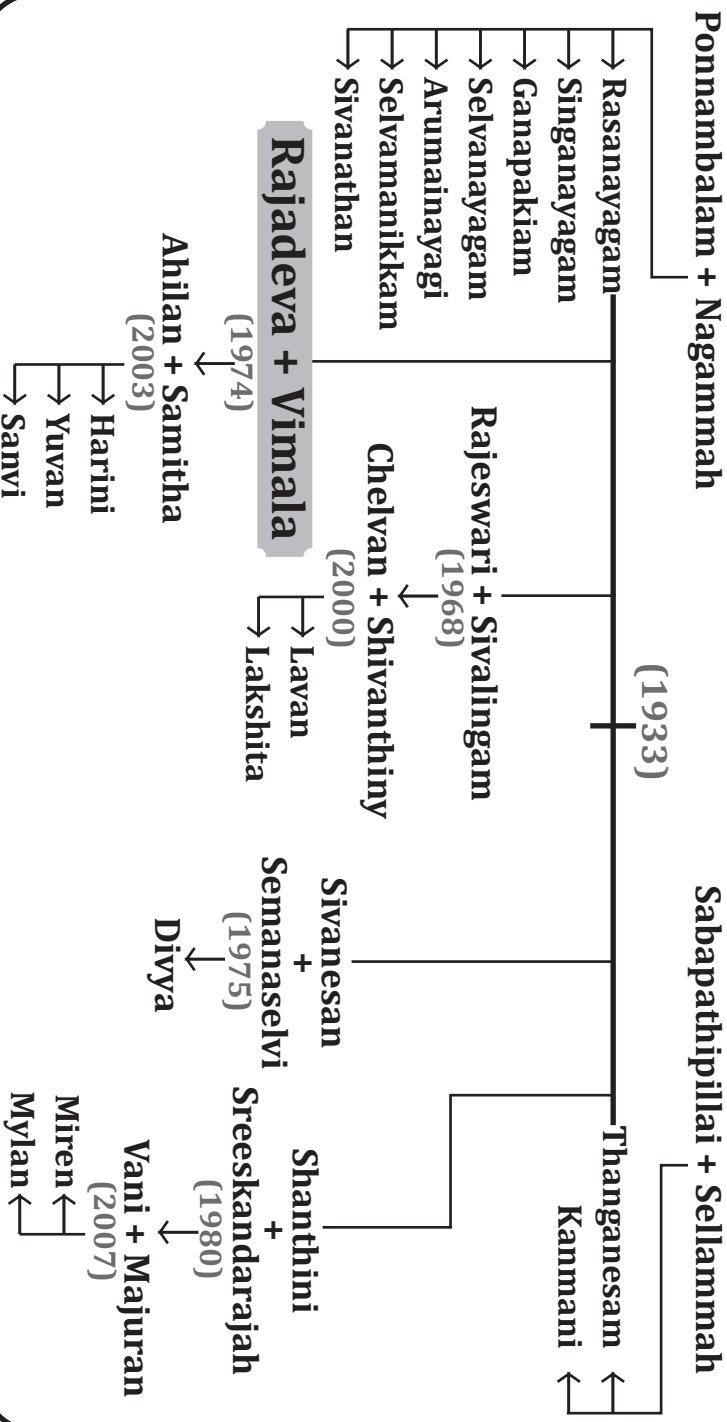 Ponnambalam + Nagammah
Sabapathipillai + Sellammah
(1933)
Rasanayagam
Singanayagam
Ganapakiam
Selvanayagam
Arumainayagi
Selvamanikkam
Sivanathan
Thanganesam
Kanmani
Rajadeva + Vimala
(1974)
Ahilan + Samitha
(2003)
Harini
Yuvan
Sanvi
Rajeswari + Sivalingam
(1968)
Chelvan + Shivanthiny
(2000)
Lavan
Lakshita
Sivanesan
+
Semanaselvi
(1975)
Divya
Shanthini
+
Sreeskandarajah
(1980)
Vani + Majuran
(2007)
Miren
Mylan